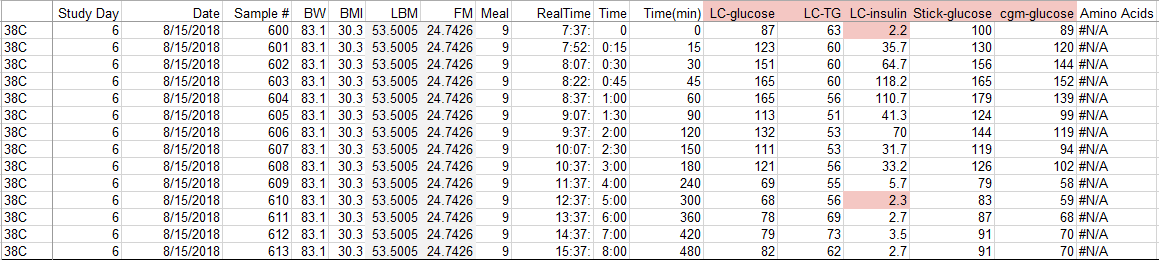 Study Day Date Sample # BW BMI LBM FM Meal RealTime Time Time(min) LC-glucose LC-TG LC-insulin Stick-glucose cgm-glucose Amino Acids
38C 6 8/15/2018 600 83.1 30.3 53.5005 24.7426 9 7:37: 0 0 87 63 2.2 100 89 #N/A
38C 6 8/15/2018 601 83.1 30.3 53.5005 24.7426 9 7:52: 0:15 15 123 60 35.7 130 120 #N/A
38C 6 8/15/2018 602 83.1 30.3 53.5005 24.7426 9 8:07: 0:30 30 151 60 64.7 156 144 #N/A
38C 6 8/15/2018 603 83.1 30.3 53.5005 24.7426 9 8:22: 0:45 45 165 60 118.2 165 152 #N/A
38C 6 8/15/2018 604 83.1 30.3 53.5005 24.7426 9 8:37: 1:00 60 165 56 110.7 179 139 #N/A
38C 6 8/15/2018 605 83.1 30.3 53.5005 24.7426 9 9:07: 1:30 90 113 51 41.3 124 99 #N/A
38C 6 8/15/2018 606 83.1 30.3 53.5005 24.7426 9 9:37: 2:00 120 132 53 70 144 119 #N/A
38C 6 8/15/2018 607 83.1 30.3 53.5005 24.7426 9 10:07: 2:30 150 111 53 31.7 119 94 #N/A
38C 6 8/15/2018 608 83.1 30.3 53.5005 24.7426 9 10:37: 3:00 180 121 56 33.2 126 102 #N/A
38C 6 8/15/2018 609 83.1 30.3 53.5005 24.7426 9 11:37: 4:00 240 69 55 5.7 79 58 #N/A
38C 6 8/15/2018 610 83.1 30.3 53.5005 24.7426 9 12:37: 5:00 300 68 56 2.3 83 59 #N/A
38C 6 8/15/2018 611 83.1 30.3 53.5005 24.7426 9 13:37: 6:00 360 78 69 2.7 87 68 #N/A
38C 6 8/15/2018 612 83.1 30.3 53.5005 24.7426 9 14:37: 7:00 420 79 73 3.5 91 70 #N/A
38C 6 8/15/2018 613 83.1 30.3 53.5005 24.7426 9 15:37: 8:00 480 82 62 2.7 91 70 #N/A